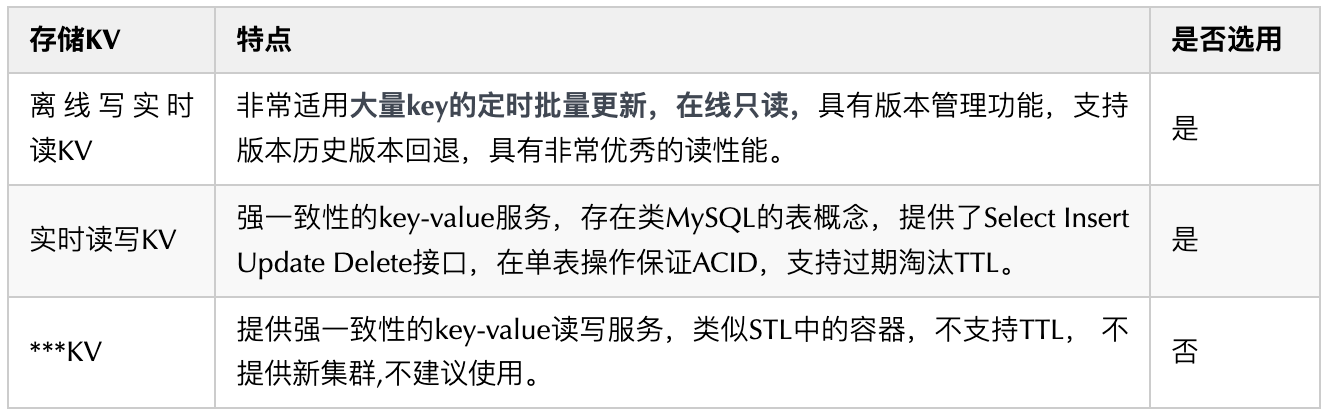 存储KV 特点 是否选用
离线写实时
读KV
非常适用大量key的定时批量更新，在线只读，具有版本管理功能，支持
版本历史版本回退，具有非常优秀的读性能。
是
实时读写KV
强一致性的key-value服务，存在类MySQL的表概念，提供了Select Insert
Update Delete接口，在单表操作保证ACID，支持过期淘汰TTL。
是
***KV
提供强一致性的key-value读写服务，类似STL中的容器，不支持TTL， 不
提供新集群,不建议使用。
否